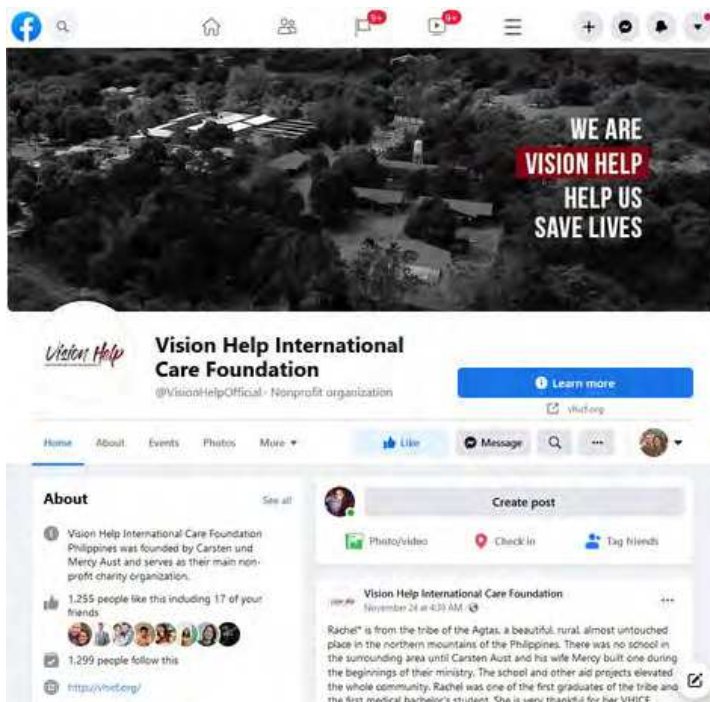 9+
9+
WE ARE
VISION HELP
HELP US
SAVE LIVES
Vision Help
Vision Help International
Care Foundation
@VisionHelpOfficial · Nonprofit organization
Learn more
vhicf.org
Home
About
Events
Photos
More
Like
Message
About
See all
Vision Help International Care Foundation
Philippines was founded by Carsten und
Mercy Aust and serves as their main non-
profit charity organization.
1.255 people like this including 17 of your
friends
1.299 people follow this
Create post
Photo/video
Check in
Tag friends
Vision Help International Care Foundation
November 24 at 4:39 AM ·
Rachel* is from the tribe of the Agtas, a beautiful, rural, almost untouched
place in the northern mountains of the Philippines. There was no school in
the surrounding area until Carsten Aust and his wife Mercy built one during
the beginnings of their ministry. The school and other aid projects elevated
the whole community. Rachel was one of the first graduates of the tribe and
the first medical bachelor's student. She is very thankful for her VHICF